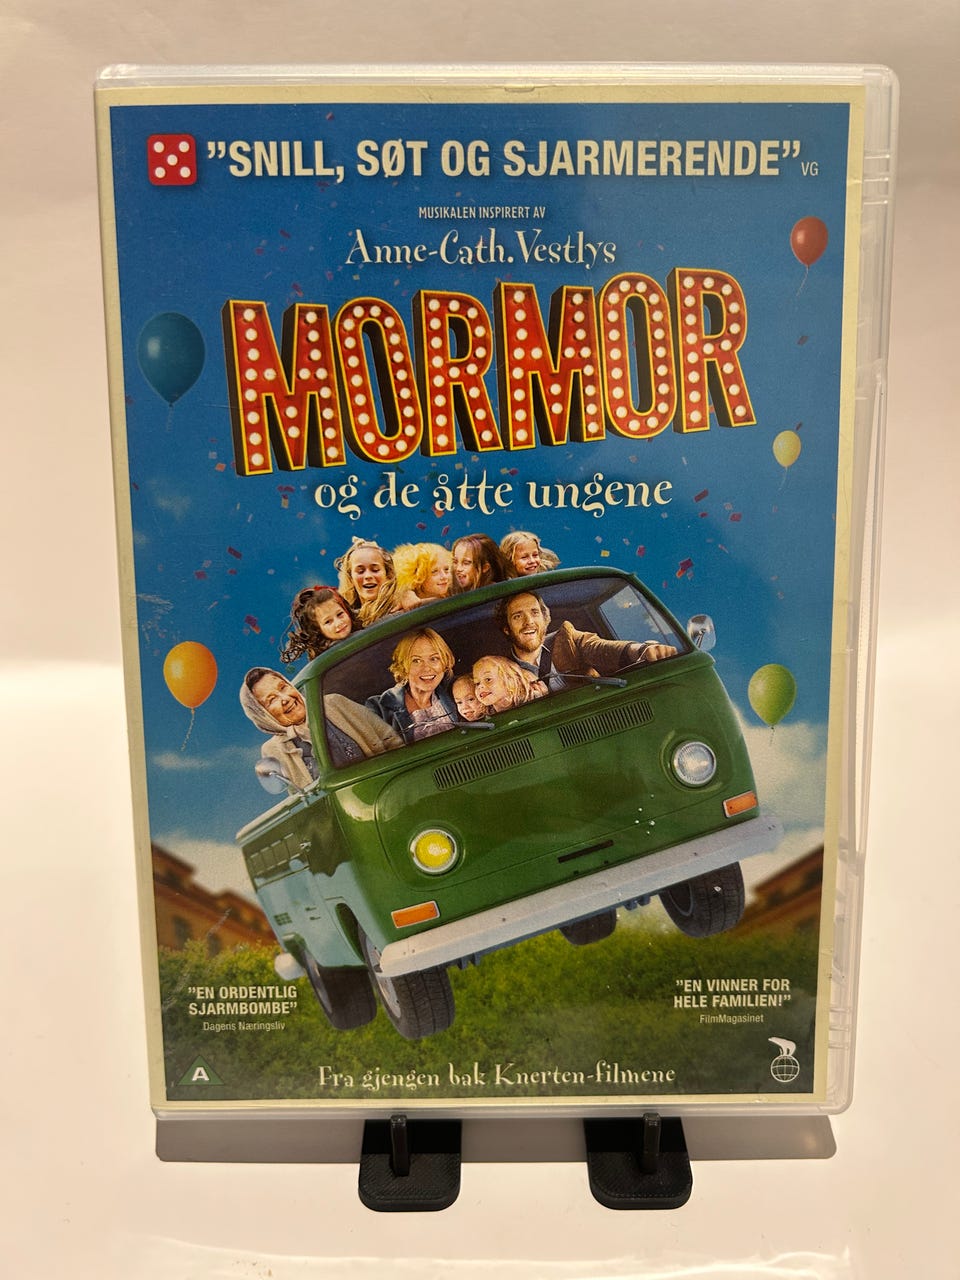 ”SNILL, SØT OG SJARMERENDE” VG
MUSIKALEN INSPIRERT AV
Anne-Cath. Vestlys
MORMOR
og de åtte ungene
”EN ORDENTLIG
SJARMBOMBE”
Dagens Næringsliv
”EN VINNER FOR
HELE FAMILIEN!”
FilmMagasinet
A
Fra gjengen bak Knerten-filmene